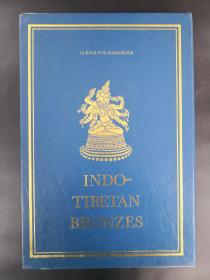 ULRICH VON SCHROEDER
INDO-
TIBETAN
BRONZES